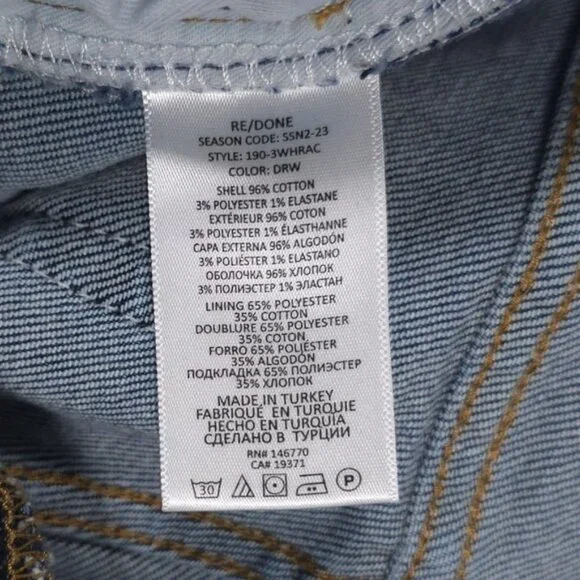 RE/DONE
SEASON CODE: SSN2-23
STYLE: 190-3WHRAC
COLOR: DRW
SHELL 96% COTTON
3% POLYESTER 1% ELASTANE
EXTÉRIEUR 96% COTON
3% POLYESTER 1% ÉLASTHANNE
CAPA EXTERNA 96% ALGODÓN
3% POLIÉSTER 1% ELASTANO
ОБОЛОЧКА 96% ХЛОПОК
3% ПОЛИЭСТЕР 1% ЭЛАСТАН
LINING 65% POLYESTER
35% COTTON
DOUBLURE 65% POLYESTER
35% COTON
FORRO 65% POLIÉSTER
35% ALGODÓN
ПОДКЛАДКА 65% ПОЛИЭСТЕР
35% ХЛОПОК
MADE IN TURKEY
FABRIQUÉ EN TURQUIE
HECHO EN TURQUÍA
СДЕЛАНО В ТУРЦИИ
RN# 146770
CA# 19371
30 P